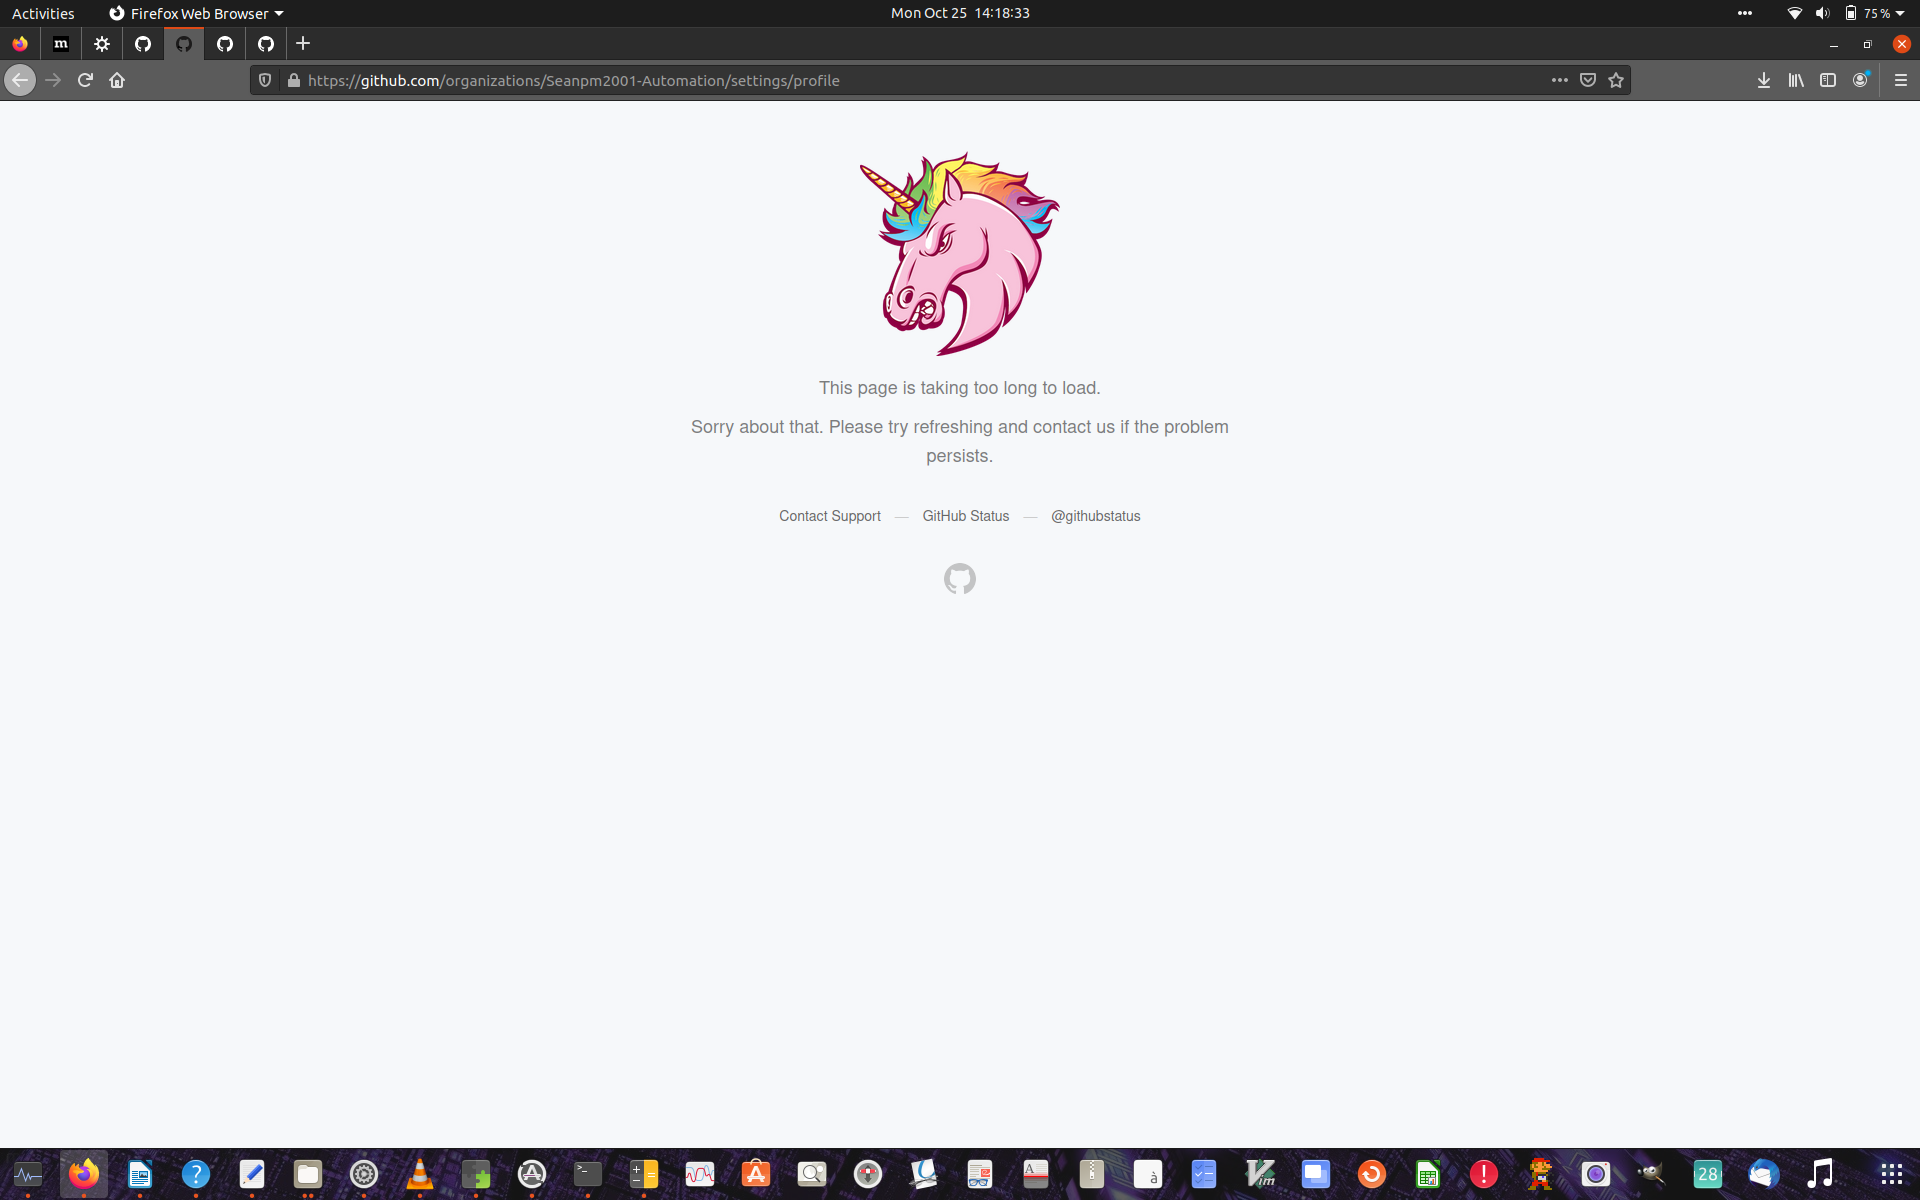 Activities
Firefox Web Browser
Mon Oct 25 14:18:33
75 %
m
https://github.com/organizations/Seanpm2001-Automation/settings/profile
This page is taking too long to load.
Sorry about that. Please try refreshing and contact us if the problem
persists.
Contact Support — GitHub Status — @githubstatus
?
>_
A
à
Vim
!
28